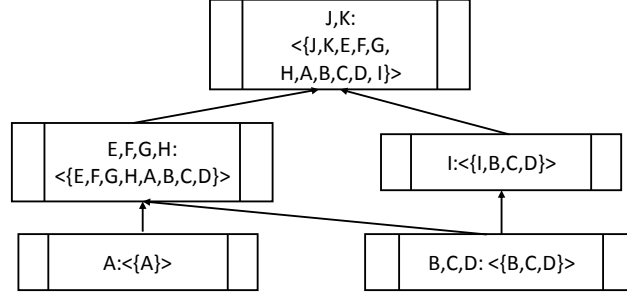 J,K:
<{J,K,E,F,G,
H,A,B,C,D, I}>
E,F,G,H:
<{E,F,G,H,A,B,C,D}>
I:<{I,B,C,D}>
A:<{A}>
B,C,D: <{B,C,D}>